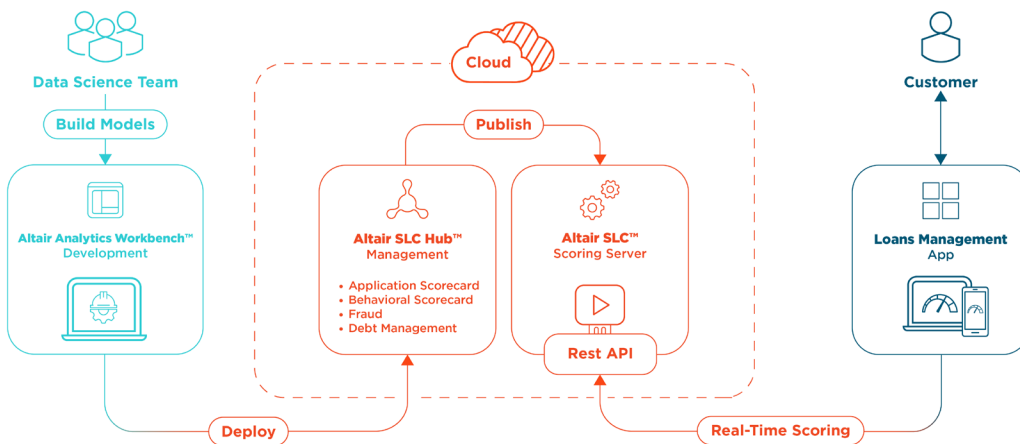 Data Science Team
Build Models
Altair Analytics Workbench™
Development
Deploy
Cloud
Publish
Altair SLC Hub™
Management
• Application Scorecard
• Behavioral Scorecard
• Fraud
• Debt Management
Altair SLC™
Scoring Server
Rest API
Customer
Loans Management
App
Real-Time Scoring